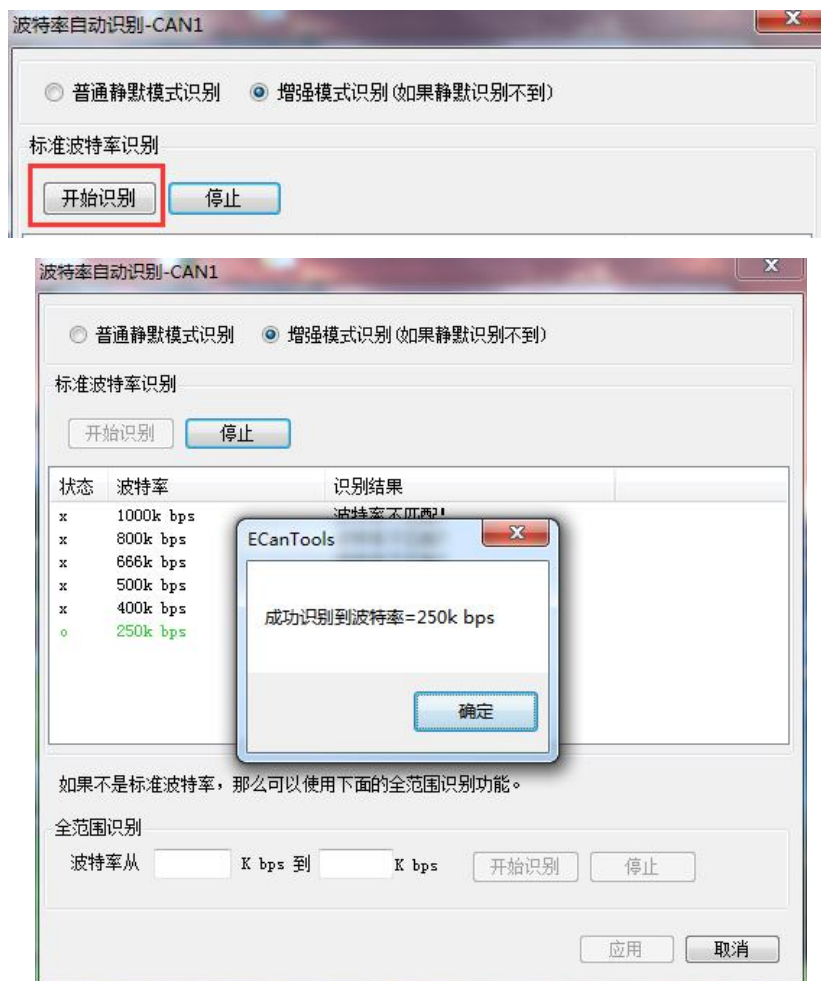 波特率自动识别-CAN1
普通静默模式识别 增强模式识别(如果静默识别不到)
标准波特率识别
开始识别 停止
波特率自动识别-CAN1
普通静默模式识别 增强模式识别(如果静默识别不到)
标准波特率识别
开始识别 停止
状态 波特率 识别结果
x 1000k bps 波特率不匹配!
x 800k bps
x 666k bps
x 500k bps
x 400k bps
o 250k bps
ECanTools
成功识别到波特率=250k bps
确定
如果不是标准波特率，那么可以使用下面的全范围识别功能。
全范围识别
波特率从 K bps 到 K bps 开始识别 停止
应用 取消